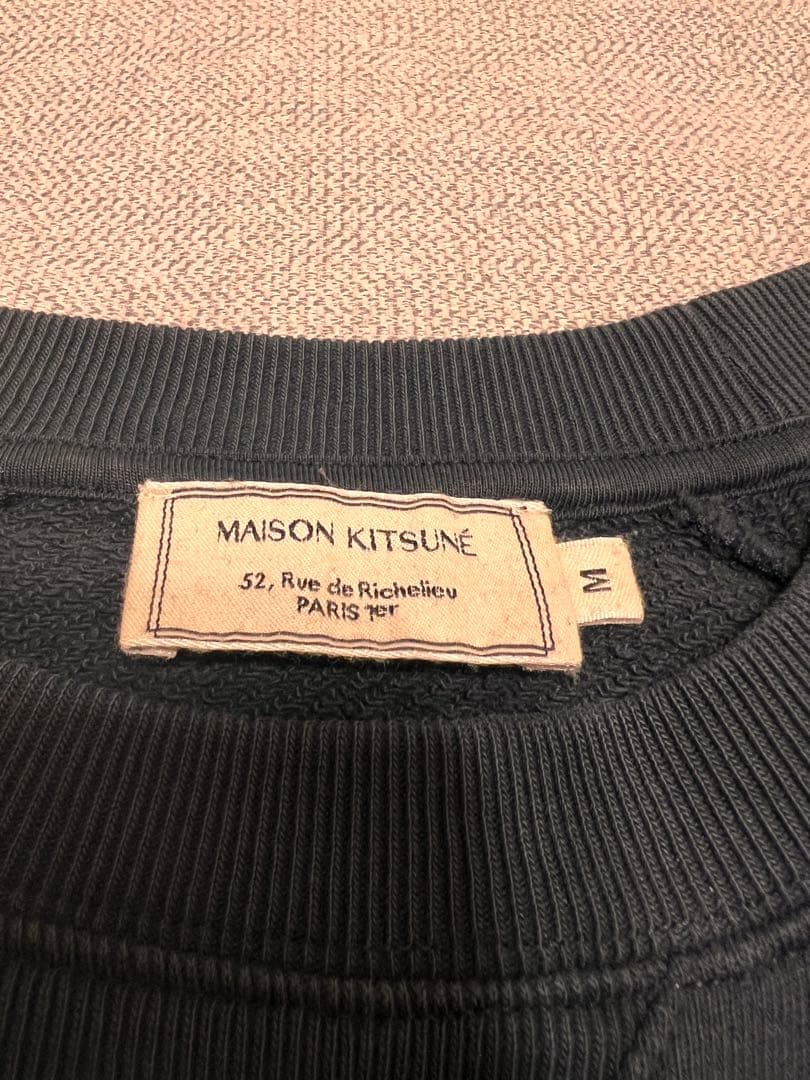 MAISON KITSUNÉ
52, Rue de Richelieu
PARIS 1er
M